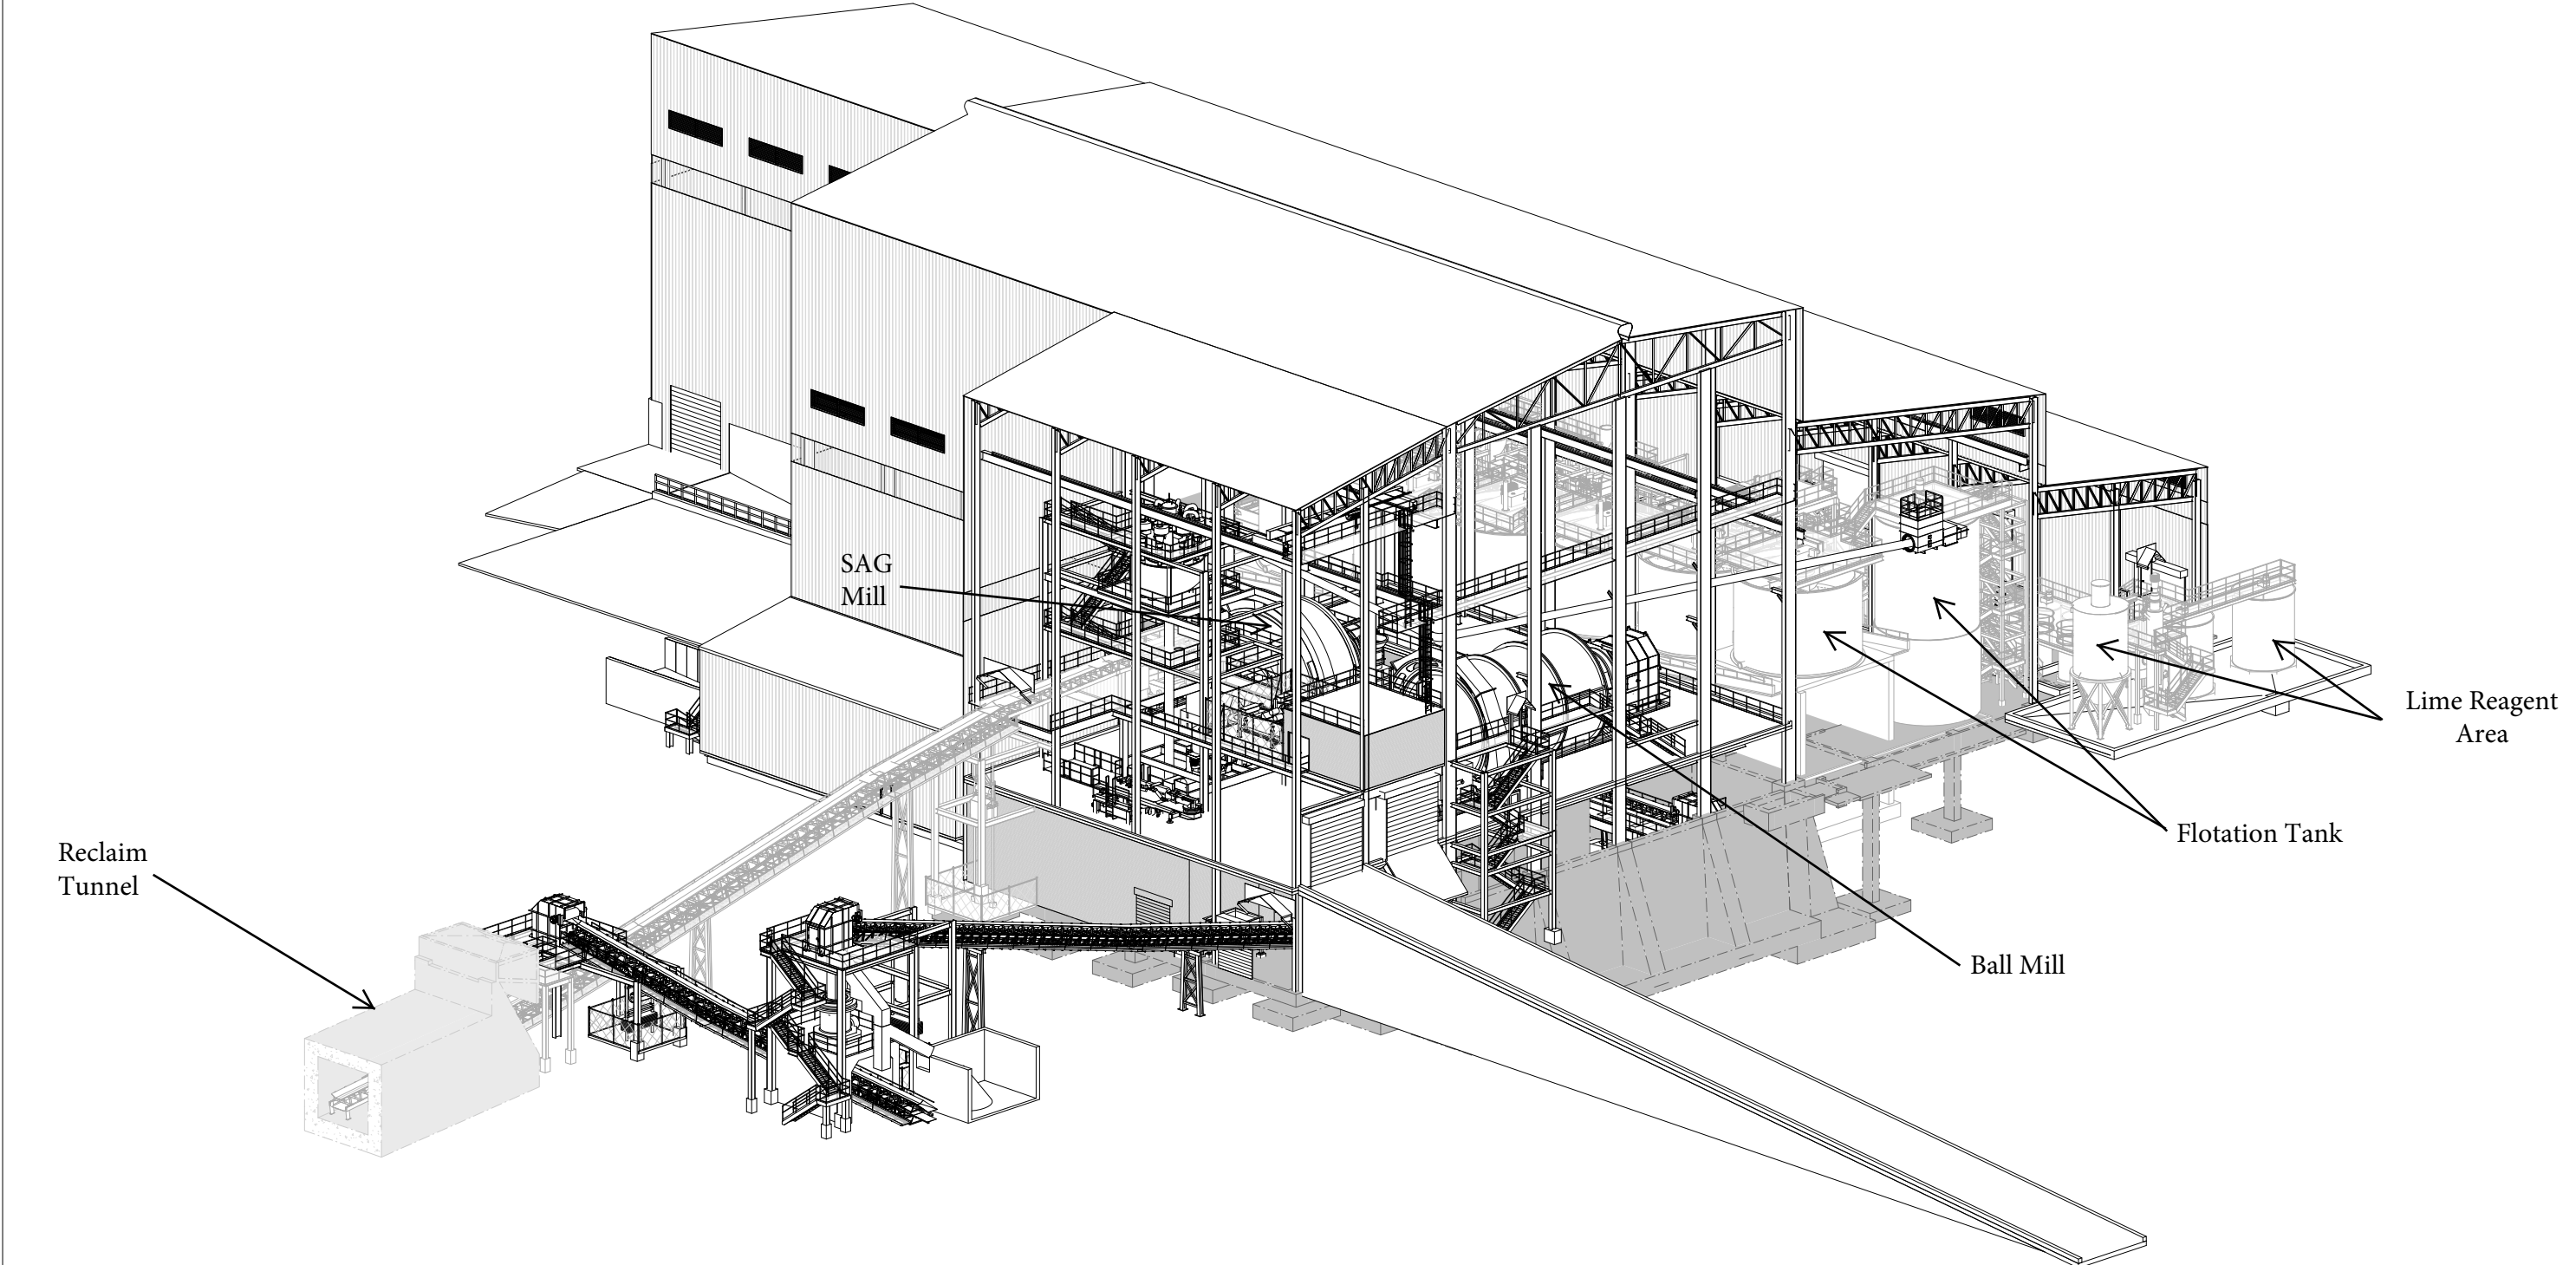 SAG
Mill
Lime Reagent
Area
Flotation Tank
Reclaim
Tunnel
Ball Mill